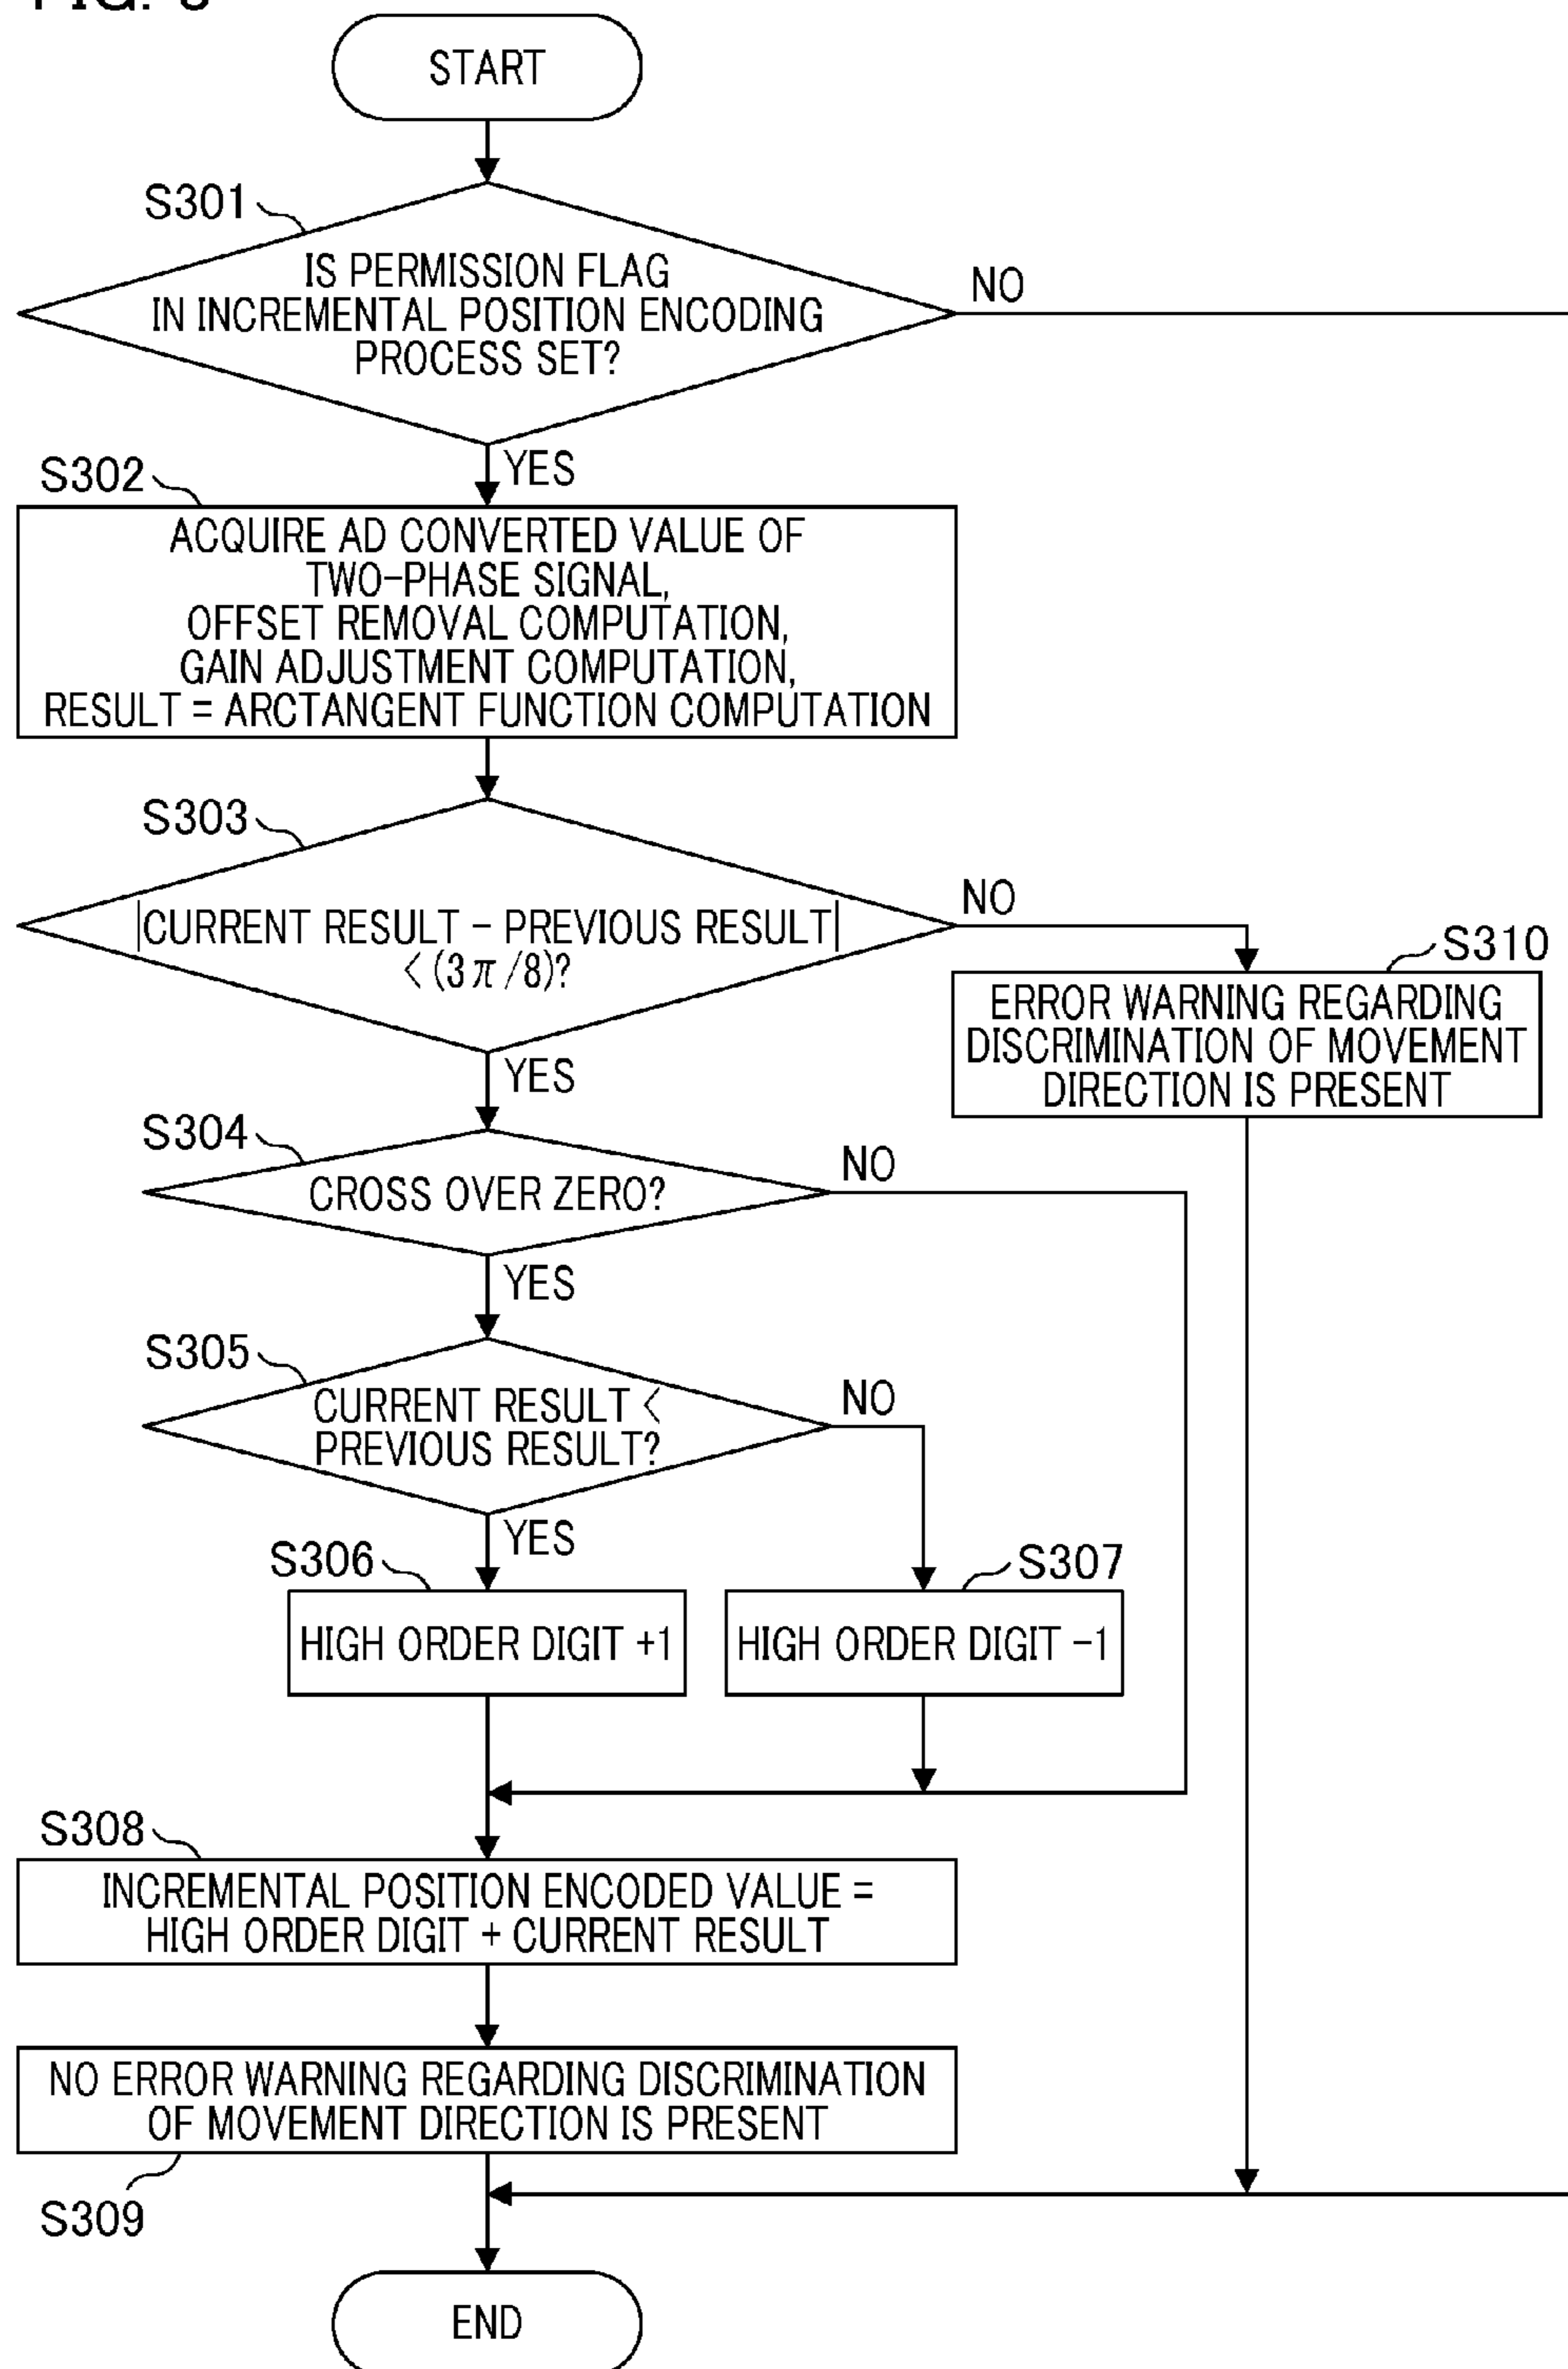 START
S301
IS PERMISSION FLAG
IN INCREMENTAL POSITION ENCODING
PROCESS SET?
NO
YES
S302
ACQUIRE AD CONVERTED VALUE OF
TWO-PHASE SIGNAL,
OFFSET REMOVAL COMPUTATION,
GAIN ADJUSTMENT COMPUTATION,
RESULT = ARCTANGENT FUNCTION COMPUTATION
S303
|CURRENT RESULT - PREVIOUS RESULT|
< (3π/8)?
NO
YES
S310
ERROR WARNING REGARDING
DISCRIMINATION OF MOVEMENT
DIRECTION IS PRESENT
S304
CROSS OVER ZERO?
NO
YES
S305
CURRENT RESULT <
PREVIOUS RESULT?
NO
YES
S306
HIGH ORDER DIGIT +1
S307
HIGH ORDER DIGIT -1
S308
INCREMENTAL POSITION ENCODED VALUE =
HIGH ORDER DIGIT + CURRENT RESULT
NO ERROR WARNING REGARDING DISCRIMINATION
OF MOVEMENT DIRECTION IS PRESENT
S309
END